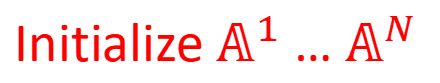 Initialize 𝔸¹ … 𝔸ᴺ